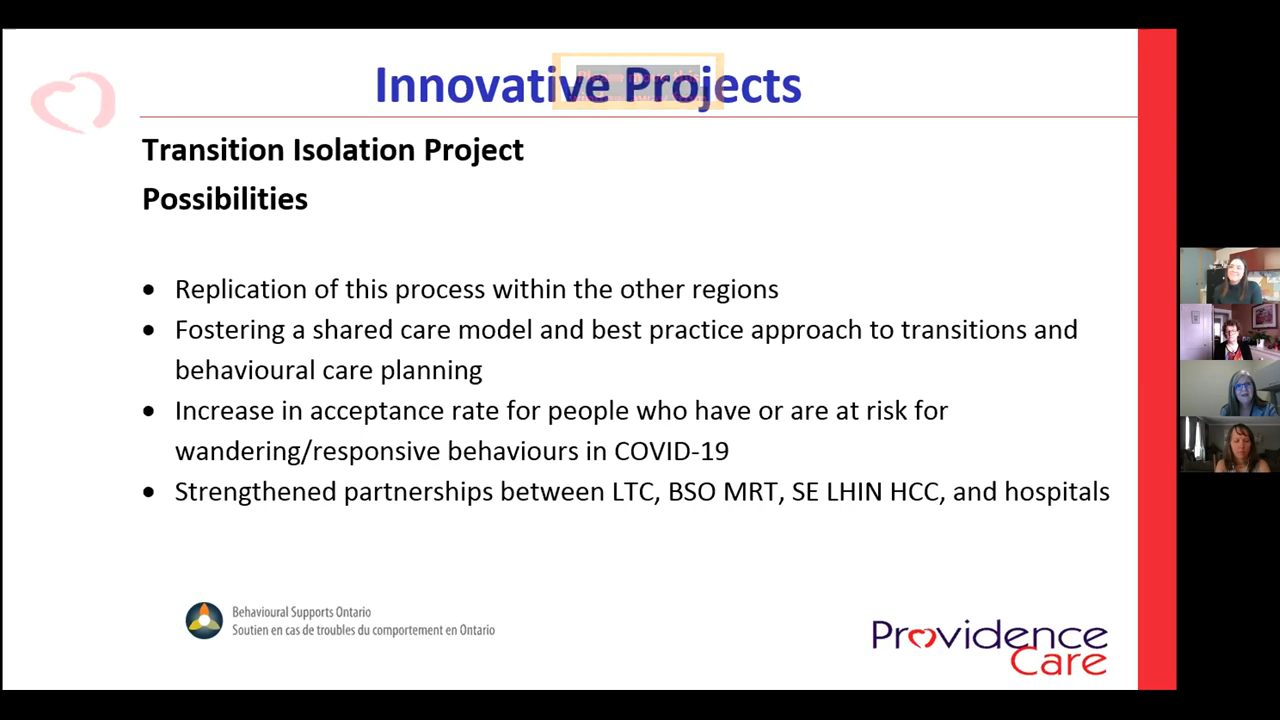 Innovative Projects
Transition Isolation Project
Possibilities
• Replication of this process within the other regions
• Fostering a shared care model and best practice approach to transitions and
behavioural care planning
• Increase in acceptance rate for people who have or are at risk for
wandering/responsive behaviours in COVID-19
• Strengthened partnerships between LTC, BSO MRT, SE LHIN HCC, and hospitals
Behavioural Supports Ontario
Soutien en cas de troubles du comportement en Ontario
Providence
Care